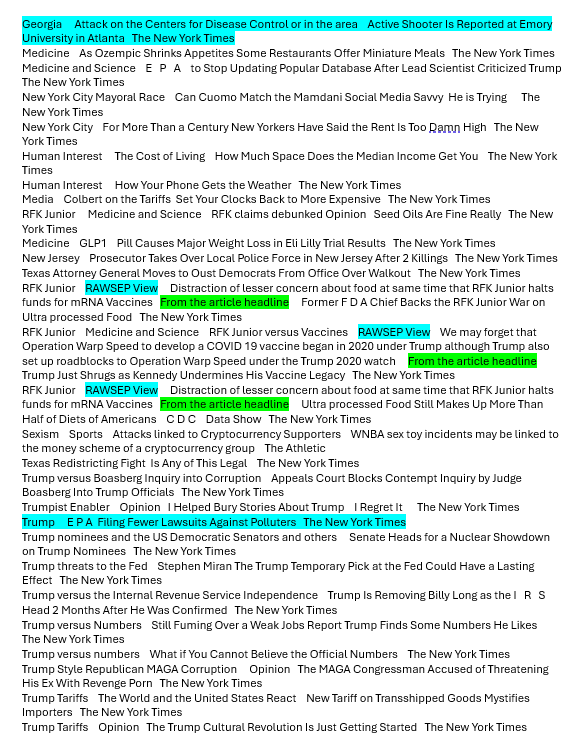 Georgia Attack on the Centers for Disease Control or in the area Active Shooter Is Reported at Emory
University in Atlanta The New York Times
Medicine As Ozempic Shrinks Appetites Some Restaurants Offer Miniature Meals The New York Times
Medicine and Science E P A to Stop Updating Popular Database After Lead Scientist Criticized Trump
The New York Times
New York City Mayoral Race Can Cuomo Match the Mamdani Social Media Savvy He is Trying The
New York Times
New York City For More Than a Century New Yorkers Have Said the Rent Is Too Damn High The New
York Times
Human Interest The Cost of Living How Much Space Does the Median Income Get You The New York
Times
Human Interest How Your Phone Gets the Weather The New York Times
Media Colbert on the Tariffs Set Your Clocks Back to More Expensive The New York Times
RFK Junior Medicine and Science RFK claims debunked Opinion Seed Oils Are Fine Really The New
York Times
Medicine GLP1 Pill Causes Major Weight Loss in Eli Lilly Trial Results The New York Times
New Jersey Prosecutor Takes Over Local Police Force in New Jersey After 2 Killings The New York Times
Texas Attorney General Moves to Oust Democrats From Office Over Walkout The New York Times
RFK Junior RAWSEP View Distraction of lesser concern about food at same time that RFK Junior halts
funds for mRNA Vaccines From the article headline Former F D A Chief Backs the RFK Junior War on
Ultra processed Food The New York Times
RFK Junior Medicine and Science RFK Junior versus Vaccines RAWSEP View We may forget that
Operation Warp Speed to develop a COVID 19 vaccine began in 2020 under Trump although Trump also
set up roadblocks to Operation Warp Speed under the Trump 2020 watch From the article headline
Trump Just Shrugs as Kennedy Undermines His Vaccine Legacy The New York Times
RFK Junior RAWSEP View Distraction of lesser concern about food at same time that RFK Junior halts
funds for mRNA Vaccines From the article headline Ultra processed Food Still Makes Up More Than
Half of Diets of Americans C D C Data Show The New York Times
Sexism Sports Attacks linked to Cryptocurrency Supporters WNBA sex toy incidents may be linked to
the money scheme of a cryptocurrency group The Athletic
Texas Redistricting Fight Is Any of This Legal The New York Times
Trump versus Boasberg Inquiry into Corruption Appeals Court Blocks Contempt Inquiry by Judge
Boasberg Into Trump Officials The New York Times
Trumpist Enabler Opinion I Helped Bury Stories About Trump I Regret It The New York Times
Trump E P A Filing Fewer Lawsuits Against Polluters The New York Times
Trump nominees and the US Democratic Senators and others Senate Heads for a Nuclear Showdown
on Trump Nominees The New York Times
Trump threats to the Fed Stephen Miran The Trump Temporary Pick at the Fed Could Have a Lasting
Effect The New York Times
Trump versus the Internal Revenue Service Independence Trump Is Removing Billy Long as the I R S
Head 2 Months After He Was Confirmed The New York Times
Trump versus Numbers Still Fuming Over a Weak Jobs Report Trump Finds Some Numbers He Likes
The New York Times
Trump versus numbers What if You Cannot Believe the Official Numbers The New York Times
Trump Style Republican MAGA Corruption Opinion The MAGA Congressman Accused of Threatening
His Ex With Revenge Porn The New York Times
Trump Tariffs The World and the United States React New Tariff on Transshipped Goods Mystifies
Importers The New York Times
Trump Tariffs Opinion The Trump Cultural Revolution Is Just Getting Started The New York Times